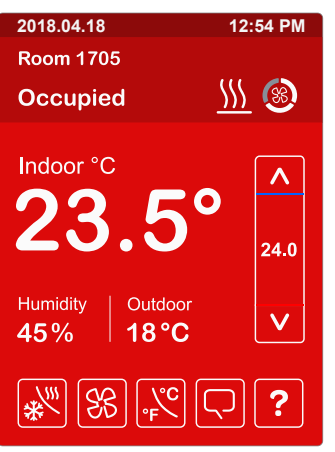 2018.04.18 12:54 PM
Room 1705
Occupied
Indoor °C
23.5°
24.0
Humidity Outdoor
45% 18°C
°F °C ?